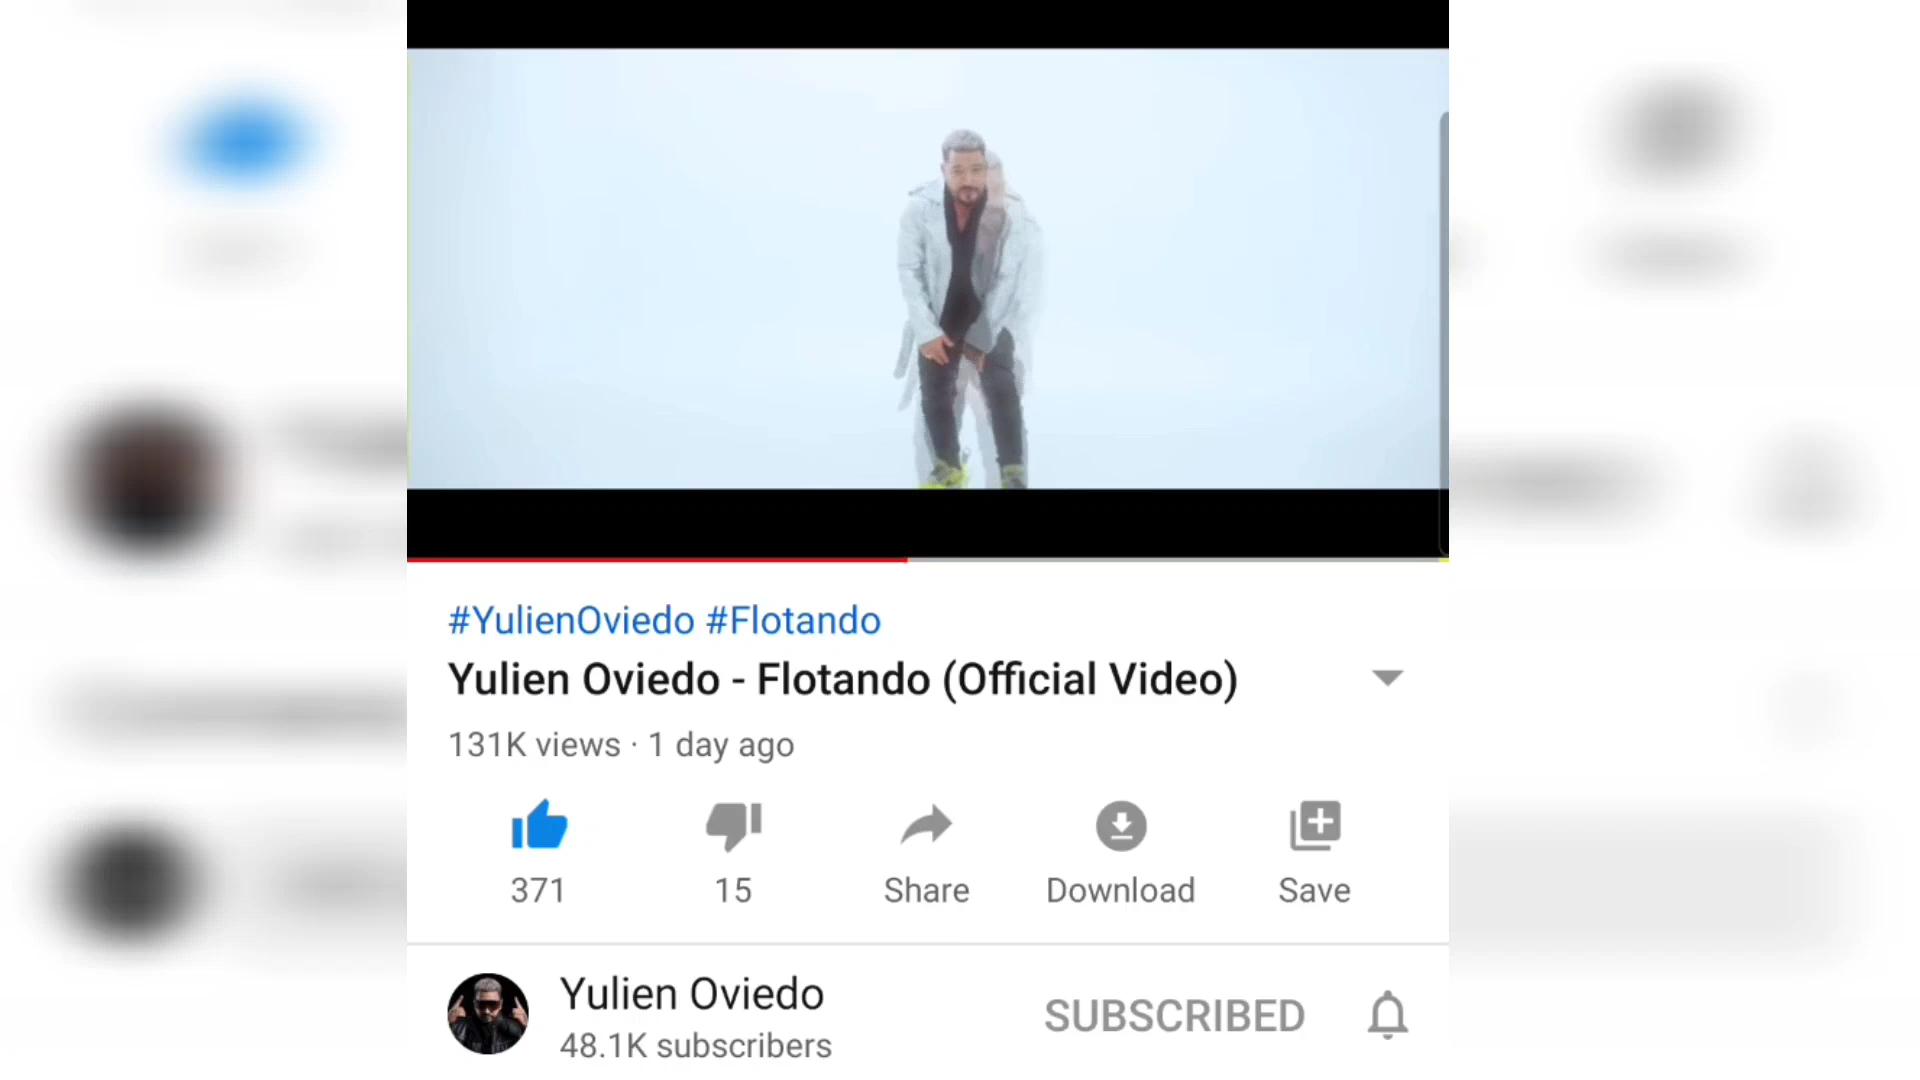 #YulienOviedo #Flotando
Yulien Oviedo - Flotando (Official Video)
131K views · 1 day ago
371 15 Share Download Save
Yulien Oviedo
SUBSCRIBED
48.1K subscribers